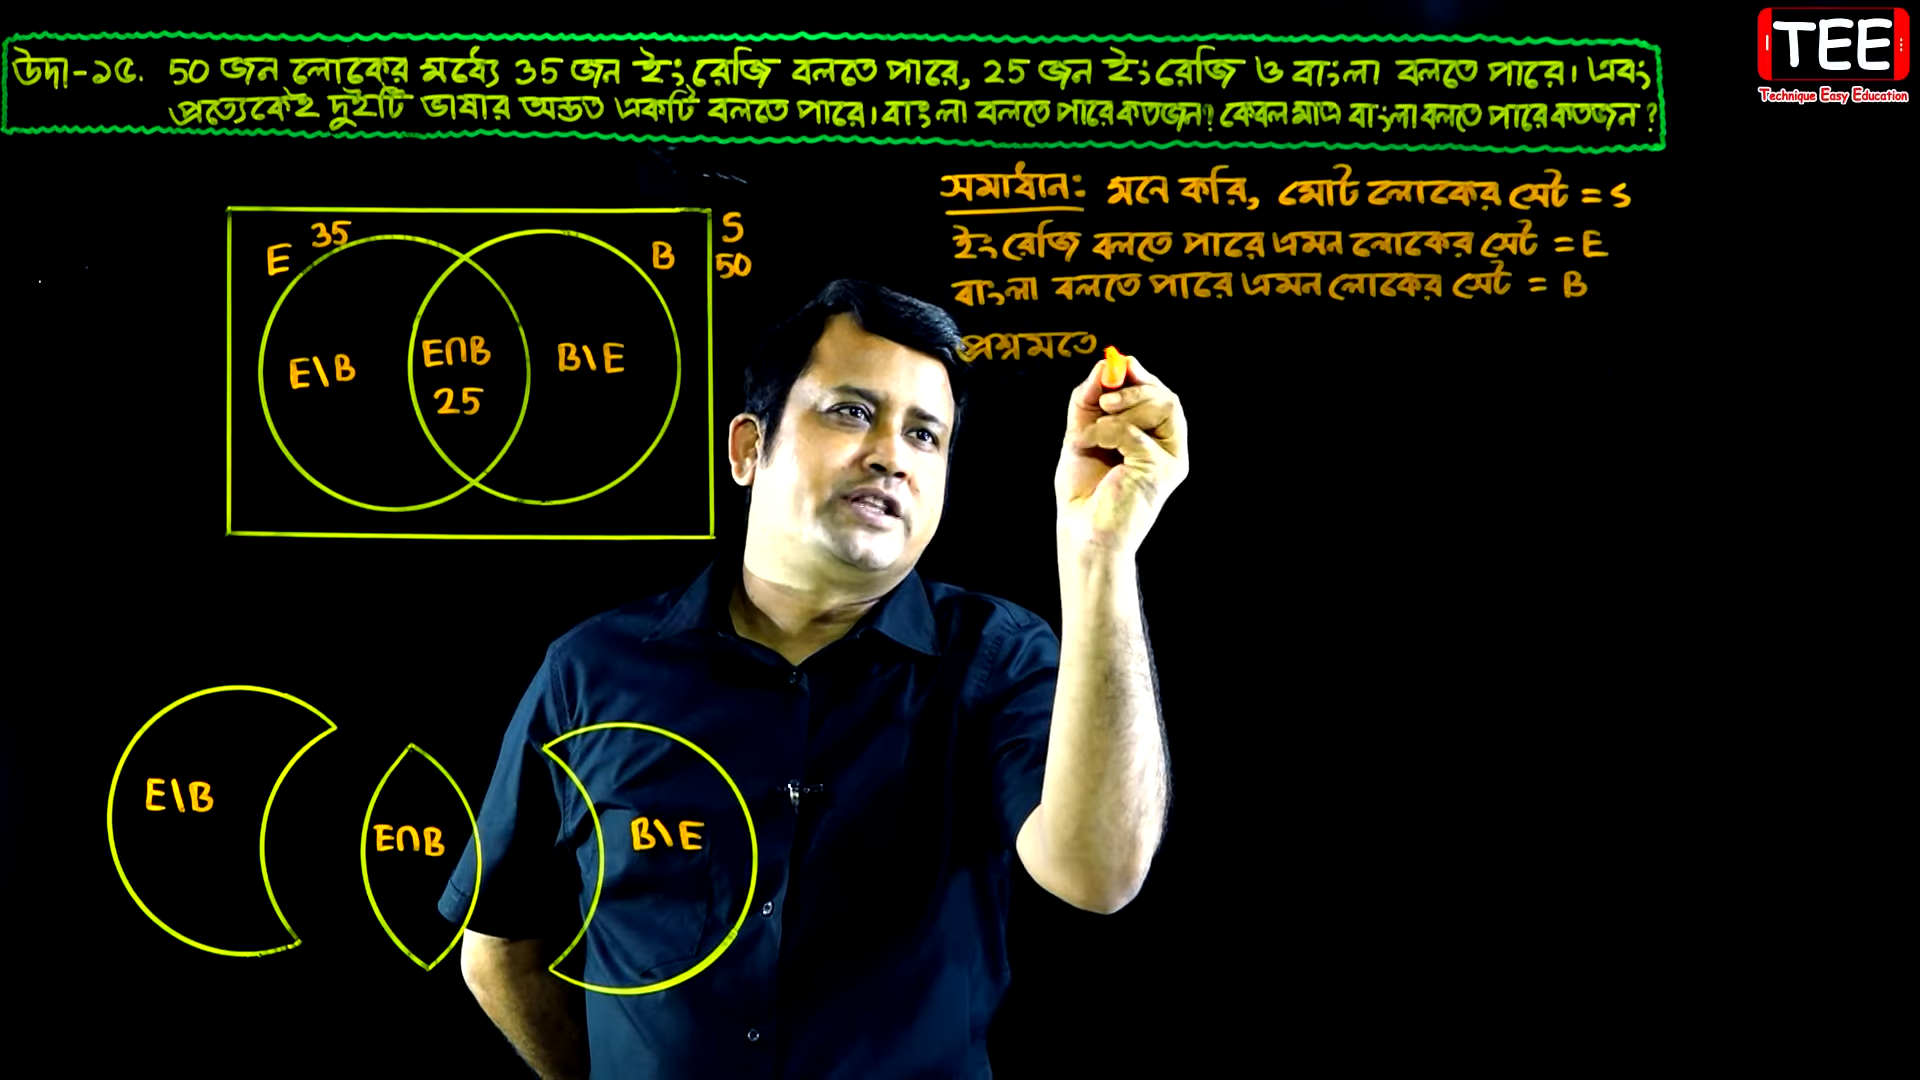 TEE
Technique Easy Education
উদা-১৫. 50 জন লোকের মধ্যে 35 জন ইংরেজি বলতে পারে, 25 জন ইংরেজি ও বাংলা বলতে পারে। এবং
প্রত্যেকেই দুইটি ভাষার অন্তত একটি বলতে পারে। বাংলা বলতে পারে কতজন? কেবল মাত্র বাংলা বলতে পারে কতজন?
সমাধান: মনে করি, মোট লোকের সেট = S
ইংরেজি বলতে পারে এমন লোকের সেট = E
বাংলা বলতে পারে এমন লোকের সেট = B
প্রশ্নমতে
E 35 B S
50
E\B E∩B B\E
25
E\B E∩B B\E